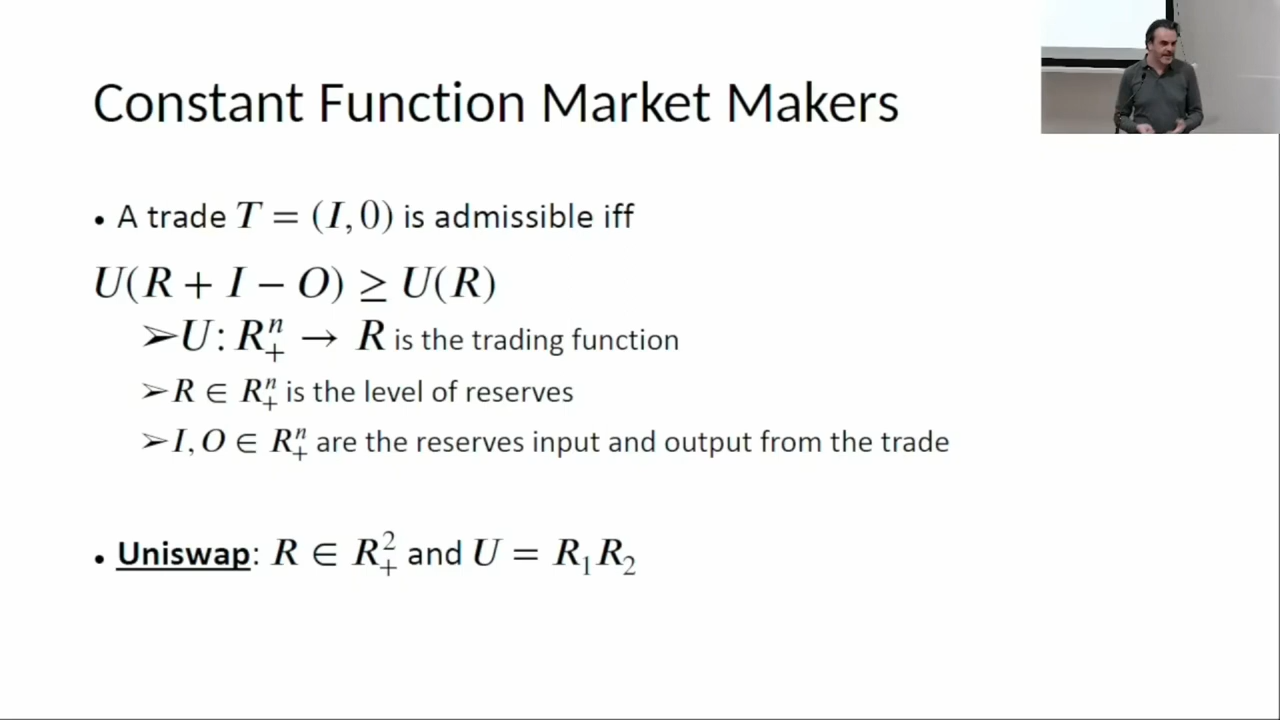 Constant Function Market Makers
• A trade T = (I, 0) is admissible iff
U(R + I − O) ≥ U(R)
➢ U: R₊ⁿ → R is the trading function
➢ R ∈ R₊ⁿ is the level of reserves
➢ I, O ∈ R₊ⁿ are the reserves input and output from the trade
• Uniswap: R ∈ R₊² and U = R₁R₂